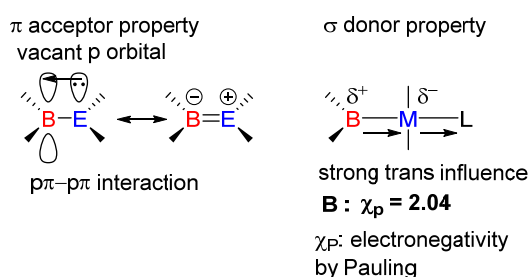 π acceptor property
vacant p orbital
B–E
⊖ ⊕
B=E
pπ–pπ interaction
σ donor property
δ+ δ–
B M L
strong trans influence
B : χp = 2.04
χP: electronegativity
by Pauling